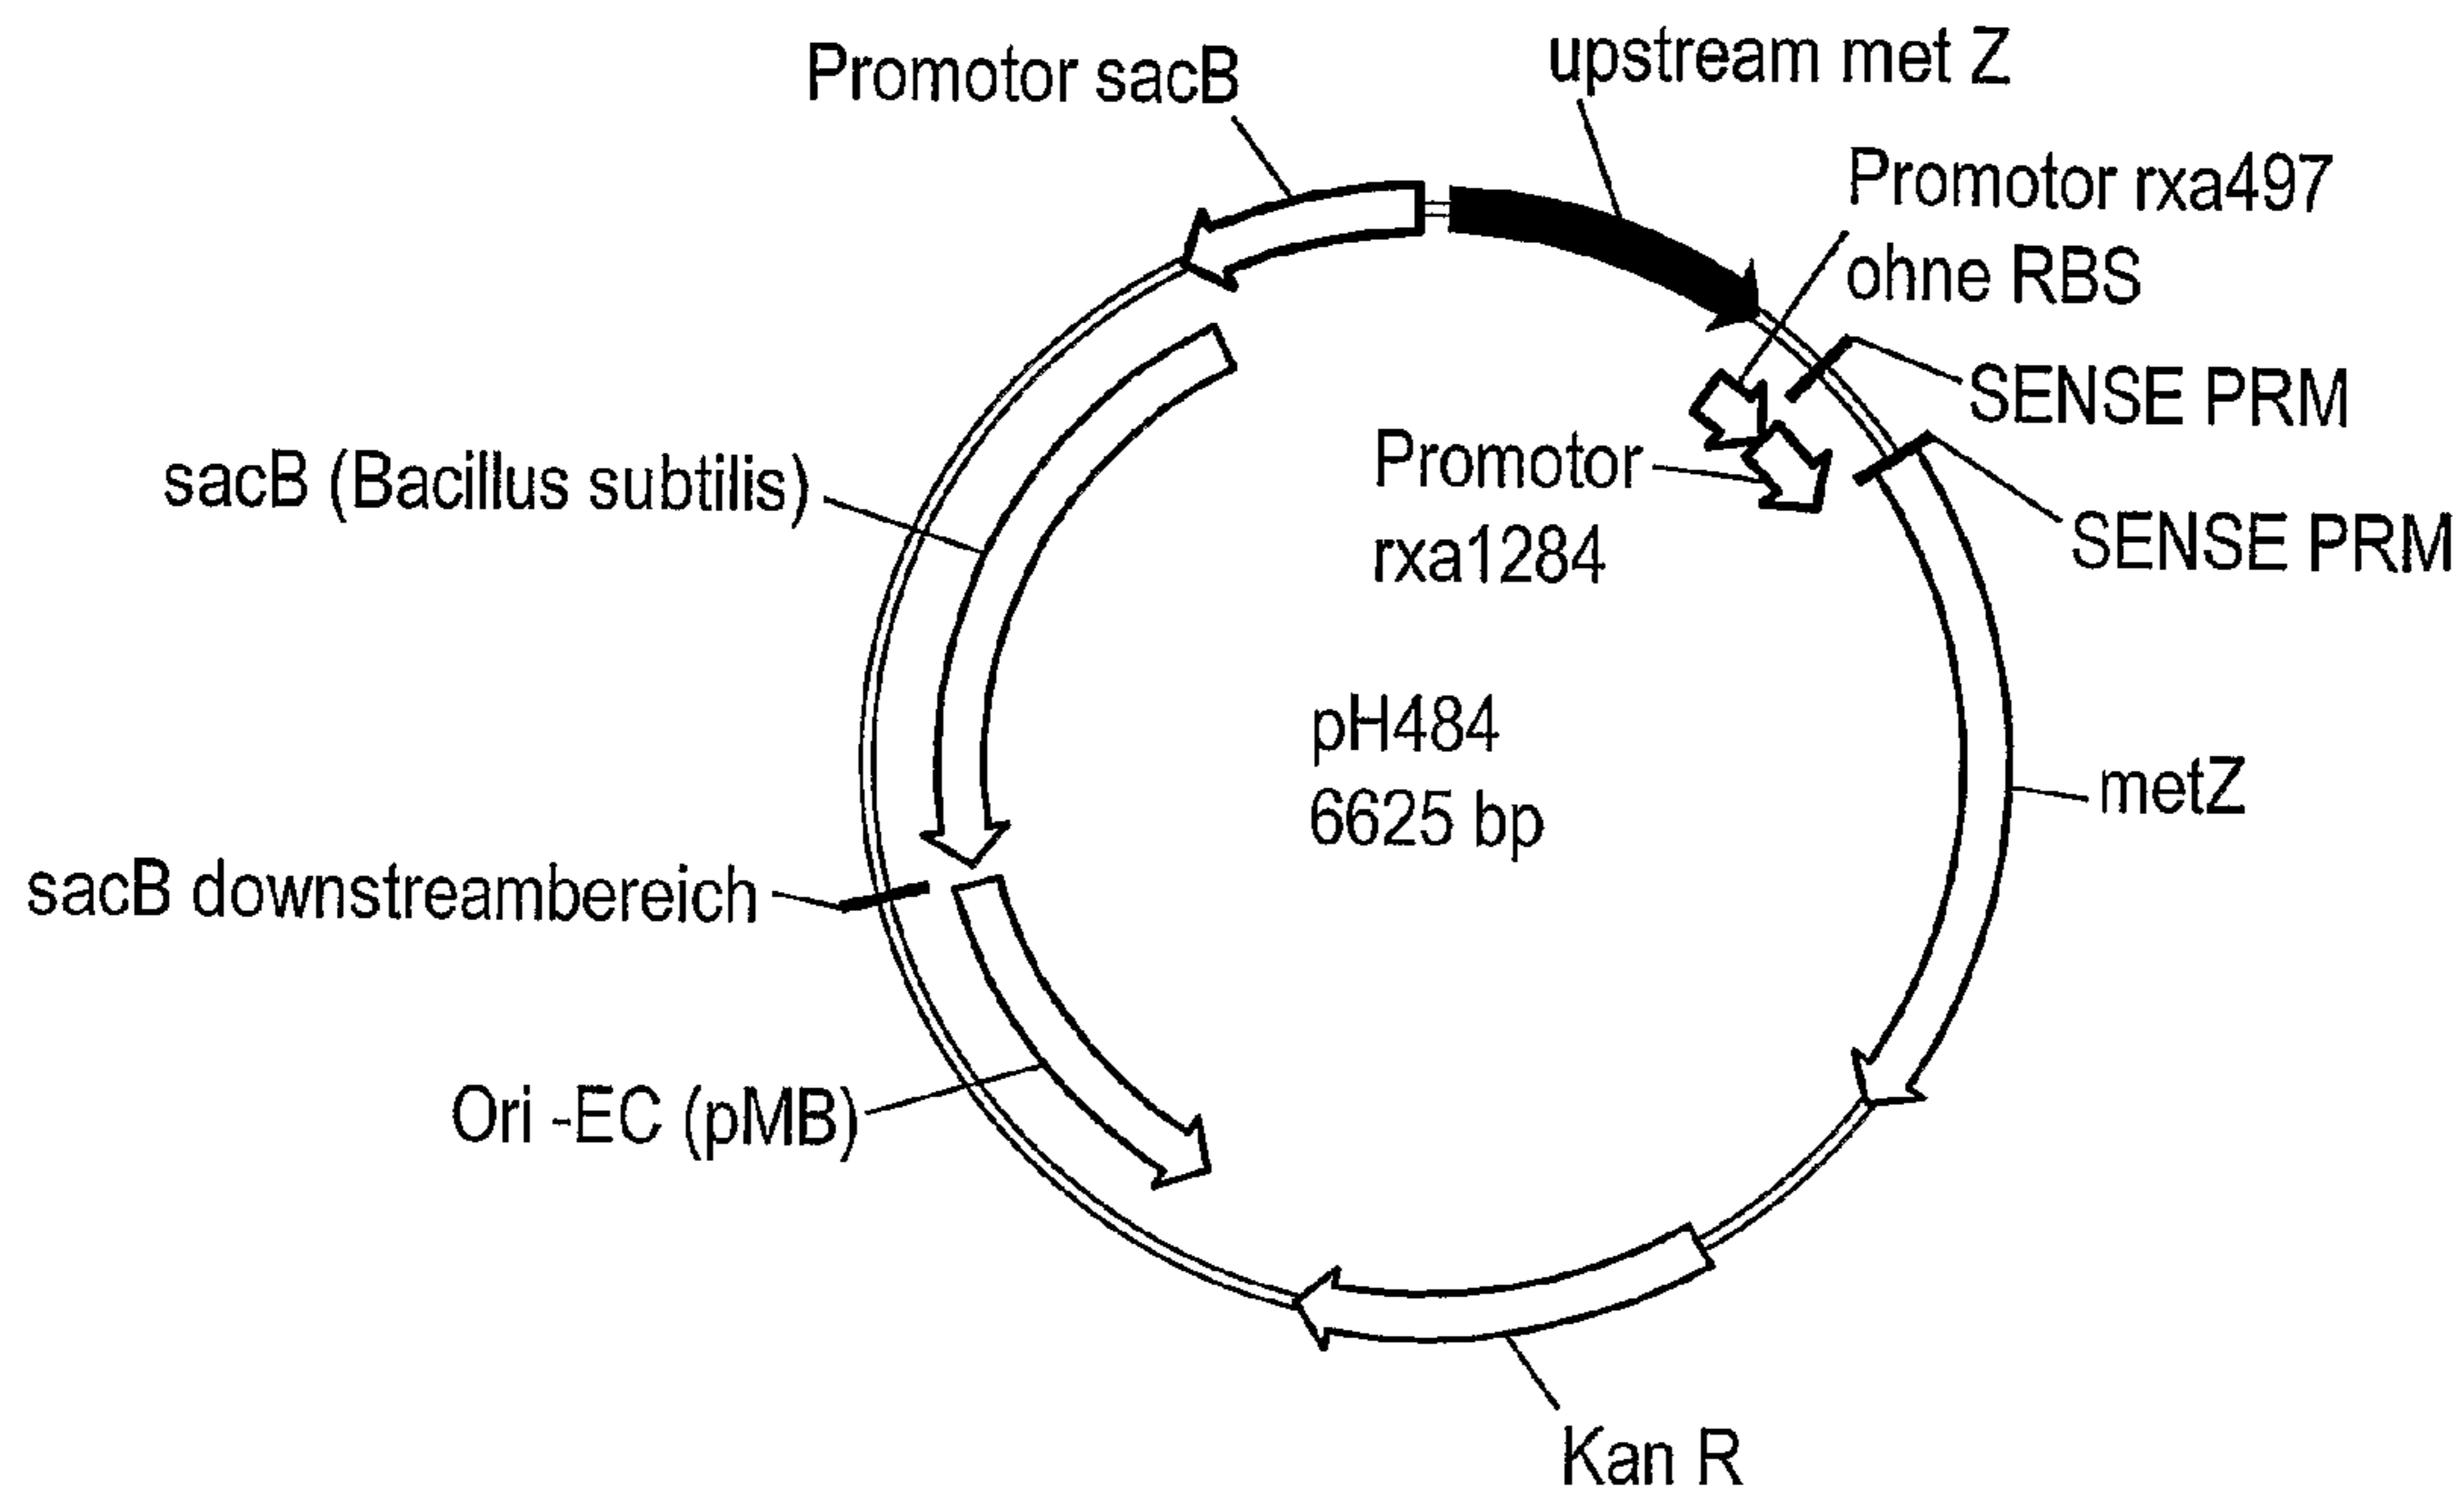 Promotor sacB
upstream met Z
Promotor rxa497
ohne RBS
SENSE PRM
Promotor
rxa1284
SENSE PRM
sacB (Bacillus subtilis)
pH484
6625 bp
metZ
sacB downstreambereich
Ori -EC (pMB)
Kan R